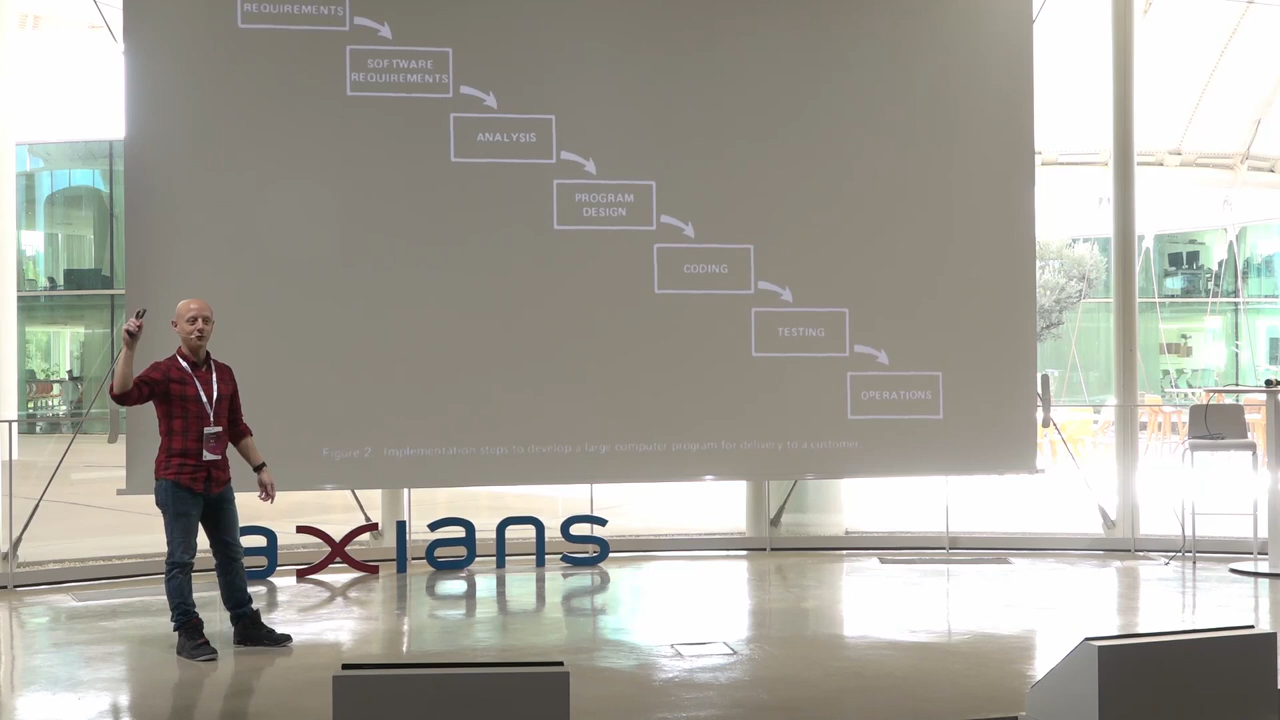 REQUIREMENTS
SOFTWARE
REQUIREMENTS
ANALYSIS
PROGRAM
DESIGN
CODING
TESTING
OPERATIONS
Figure 2. Implementation steps to develop a large computer program for delivery to a customer.
axians